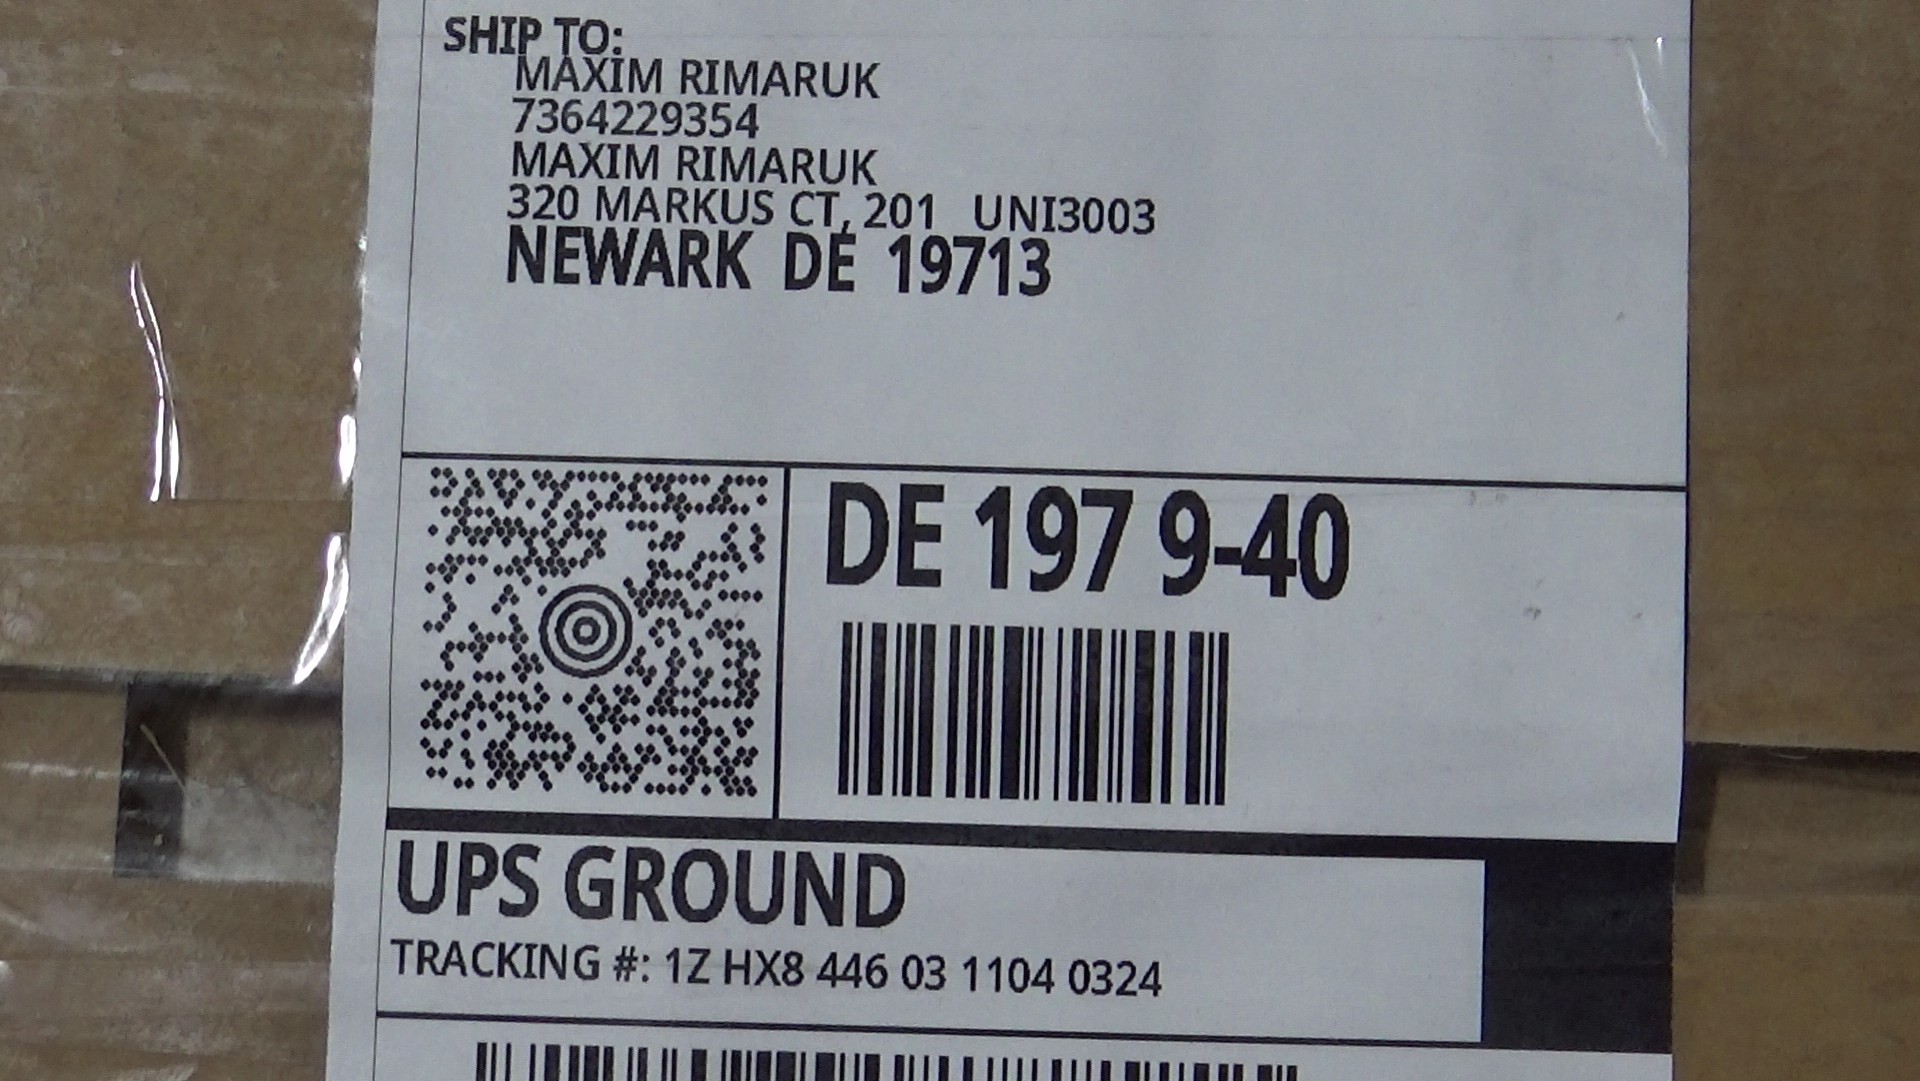 SHIP TO:
MAXIM RIMARUK
7364229354
MAXIM RIMARUK
320 MARKUS CT, 201 UNI3003
NEWARK DE 19713
DE 197 9-40
UPS GROUND
TRACKING #: 1Z HX8 446 03 1104 0324